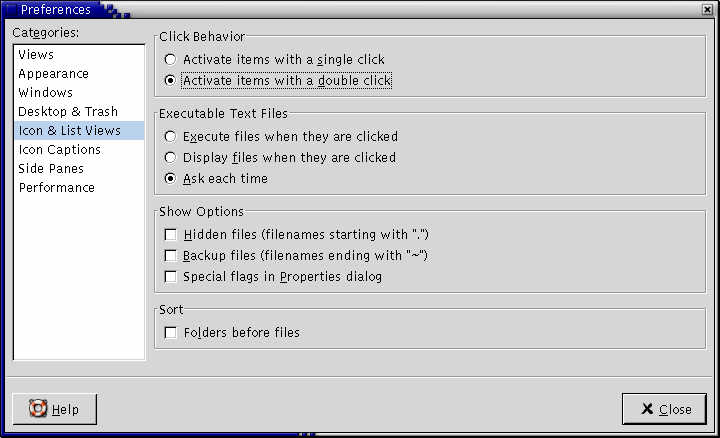 Preferences
Categories:
Views
Appearance
Windows
Desktop & Trash
Icon & List Views
Icon Captions
Side Panes
Performance
Click Behavior
Activate items with a single click
Activate items with a double click
Executable Text Files
Execute files when they are clicked
Display files when they are clicked
Ask each time
Show Options
Hidden files (filenames starting with ".")
Backup files (filenames ending with "~")
Special flags in Properties dialog
Sort
Folders before files
Help
Close